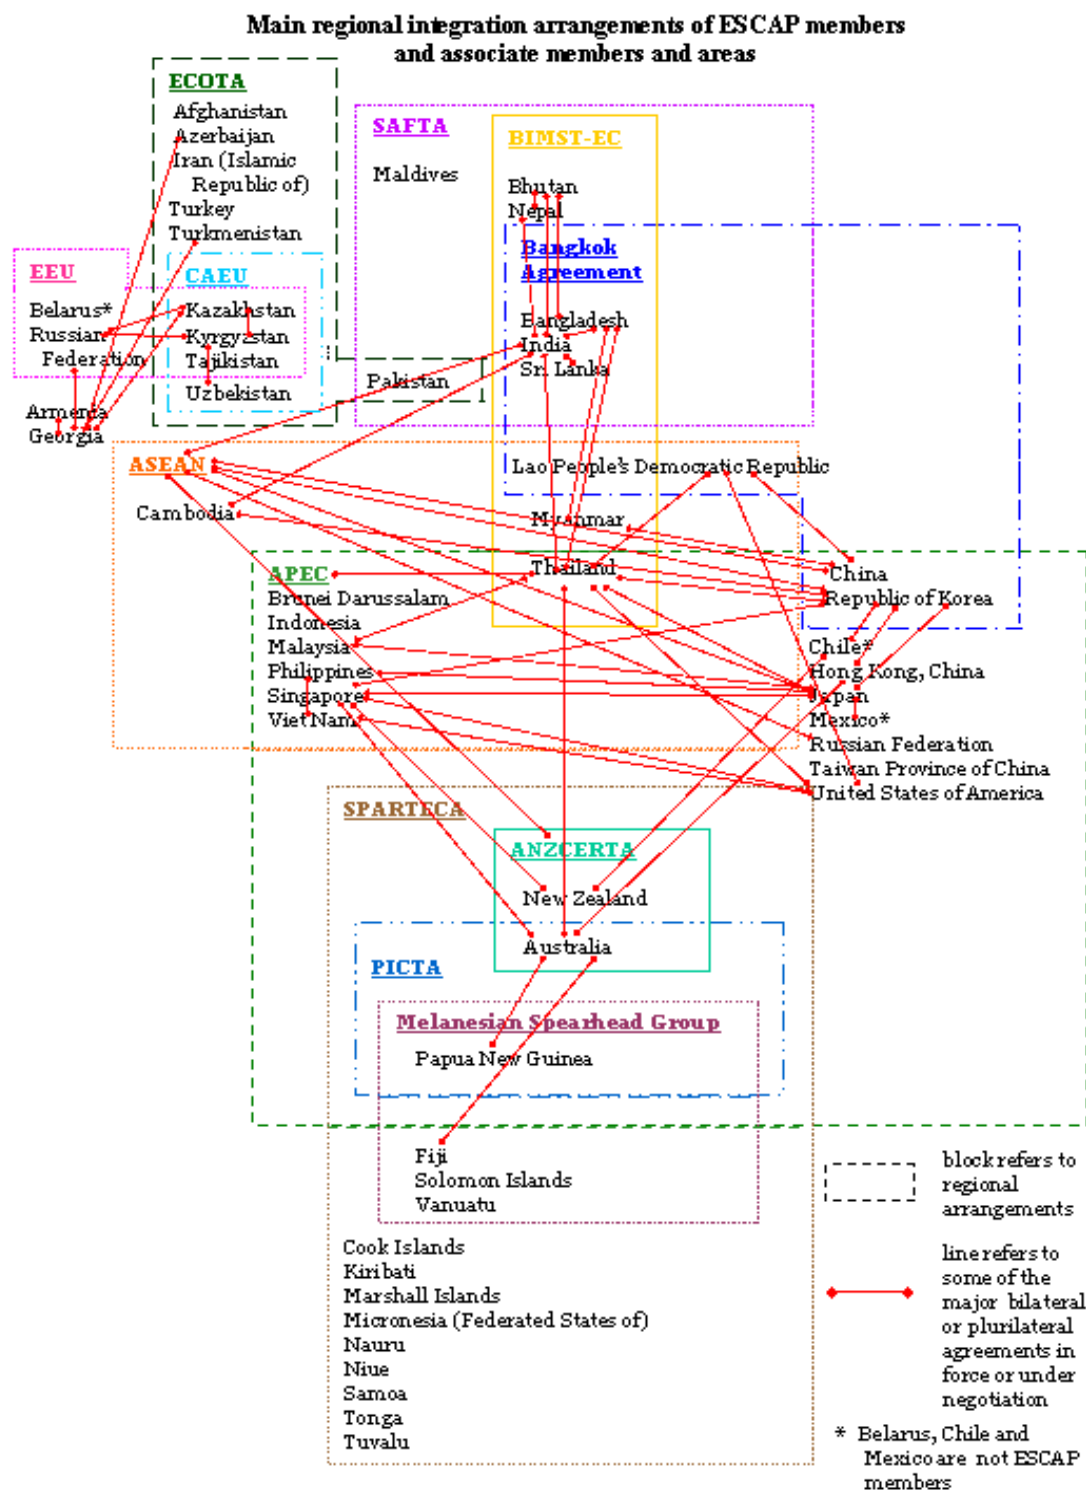 Main regional integration arrangements of ESCAP members
and associate members and areas
ECOTA
Afghanistan
Azerbaijan
Iran (Islamic
Republic of)
Turkey
Turkmenistan
SAFTA
Maldives
BIMST-EC
Bhutan
Nepal
Bangkok
Agreement
Bangladesh
India
Sri Lanka
EEU
Belarus*
Russian
Federation
CAEU
Kazakhstan
Kyrgyzstan
Tajikistan
Uzbekistan
Pakistan
Armenia
Georgia
ASEAN
Cambodia
Lao People's Democratic Republic
Myanmar
Thailand
APEC
Brunei Darussalam
Indonesia
Malaysia
Philippines
Singapore
Viet Nam
China
Republic of Korea
Chile*
Hong Kong, China
Japan
Mexico*
Russian Federation
Taiwan Province of China
United States of America
SPARTECA
ANZCERTA
New Zealand
Australia
PICTA
Melanesian Spearhead Group
Papua New Guinea
Fiji
Solomon Islands
Vanuatu
Cook Islands
Kiribati
Marshall Islands
Micronesia (Federated States of)
Nauru
Niue
Samoa
Tonga
Tuvalu
block refers to
regional
arrangements
line refers to
some of the
major bilateral
or plurilateral
agreements in
force or under
negotiation
* Belarus, Chile and
Mexico are not ESCAP
members